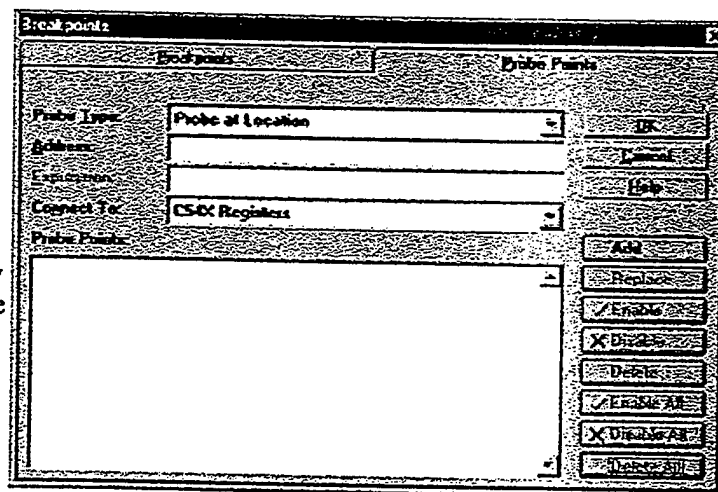 Breakpoints
Breakpoints
Probe Points
Probe Type:
Probe at Location
OK
Address:
Cancel
Expression:
Help
Connect To:
C54X Registers
Probe Points:
Add
Replace
Enable
Disable
Delete
Enable All
Disable All
Delete All